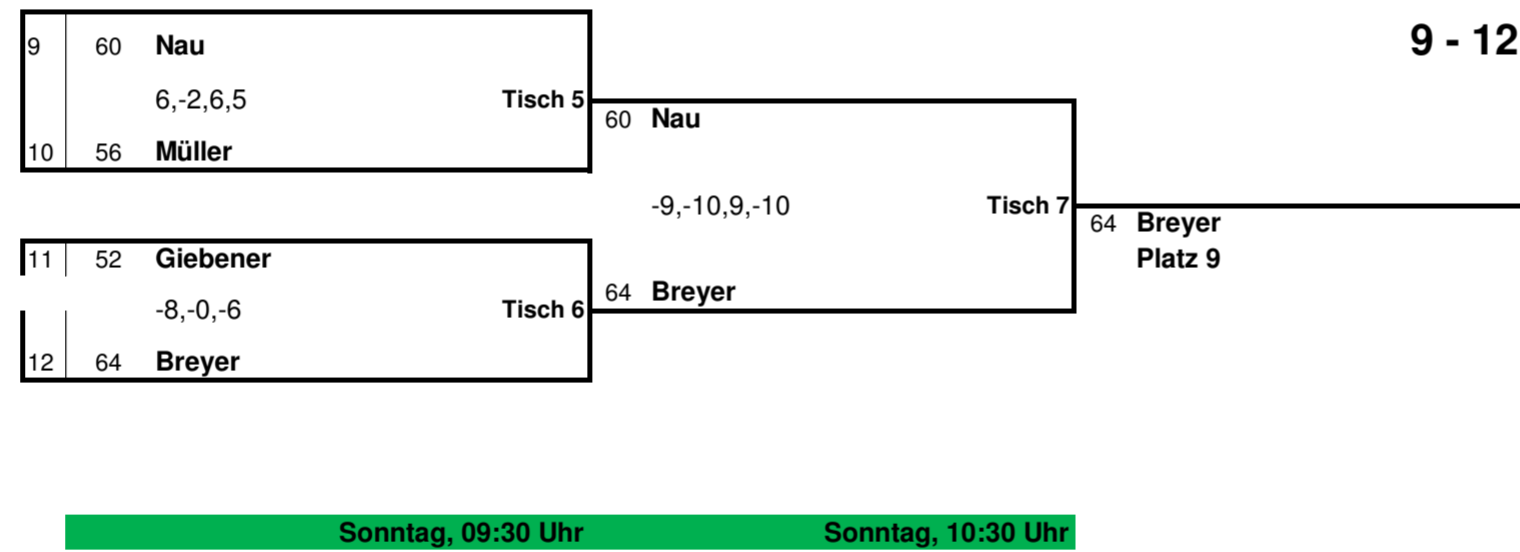 9 - 12
9 60 Nau
6,-2,6,5 Tisch 5
60 Nau
10 56 Müller
-9,-10,9,-10 Tisch 7
64 Breyer
Platz 9
11 52 Giebener
-8,-0,-6 Tisch 6
64 Breyer
12 64 Breyer
Sonntag, 09:30 Uhr Sonntag, 10:30 Uhr